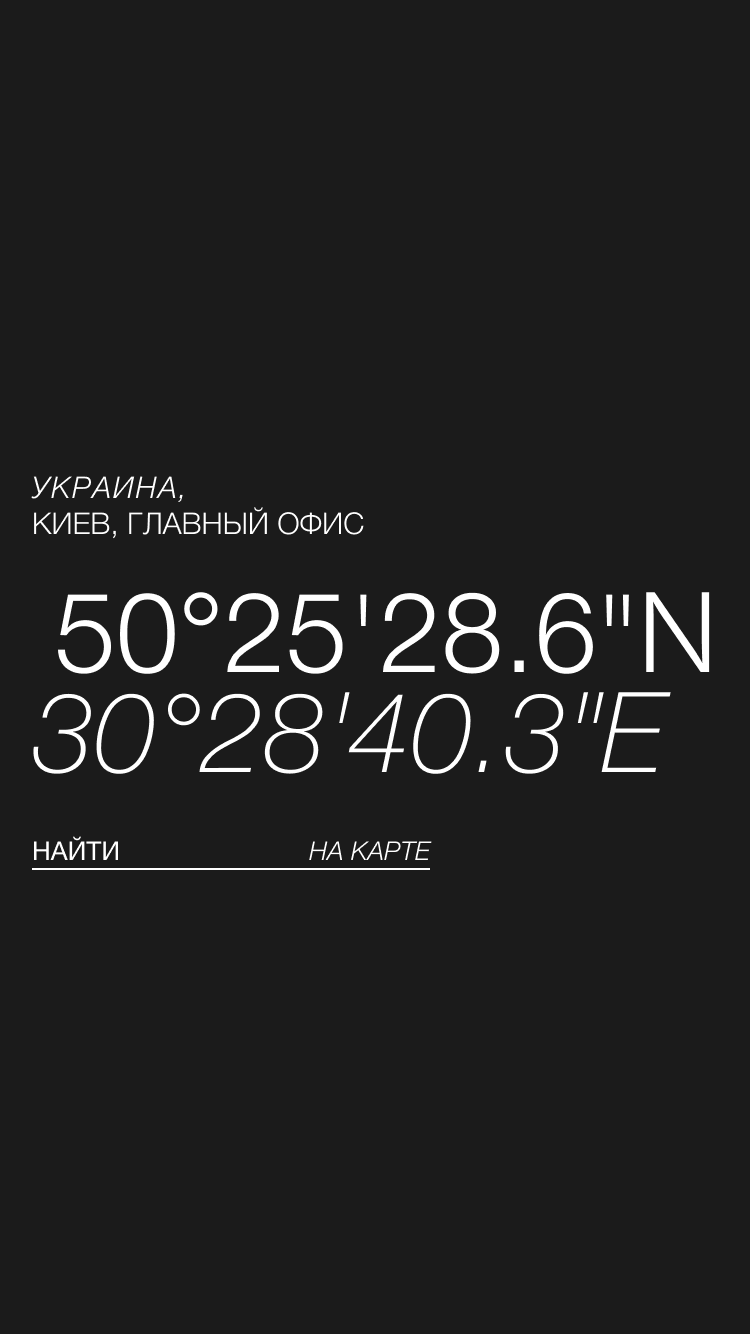 УКРАИНА,
КИЕВ, ГЛАВНЫЙ ОФИС
50°25'28.6"N
30°28'40.3"E
НАЙТИ НА КАРТЕ